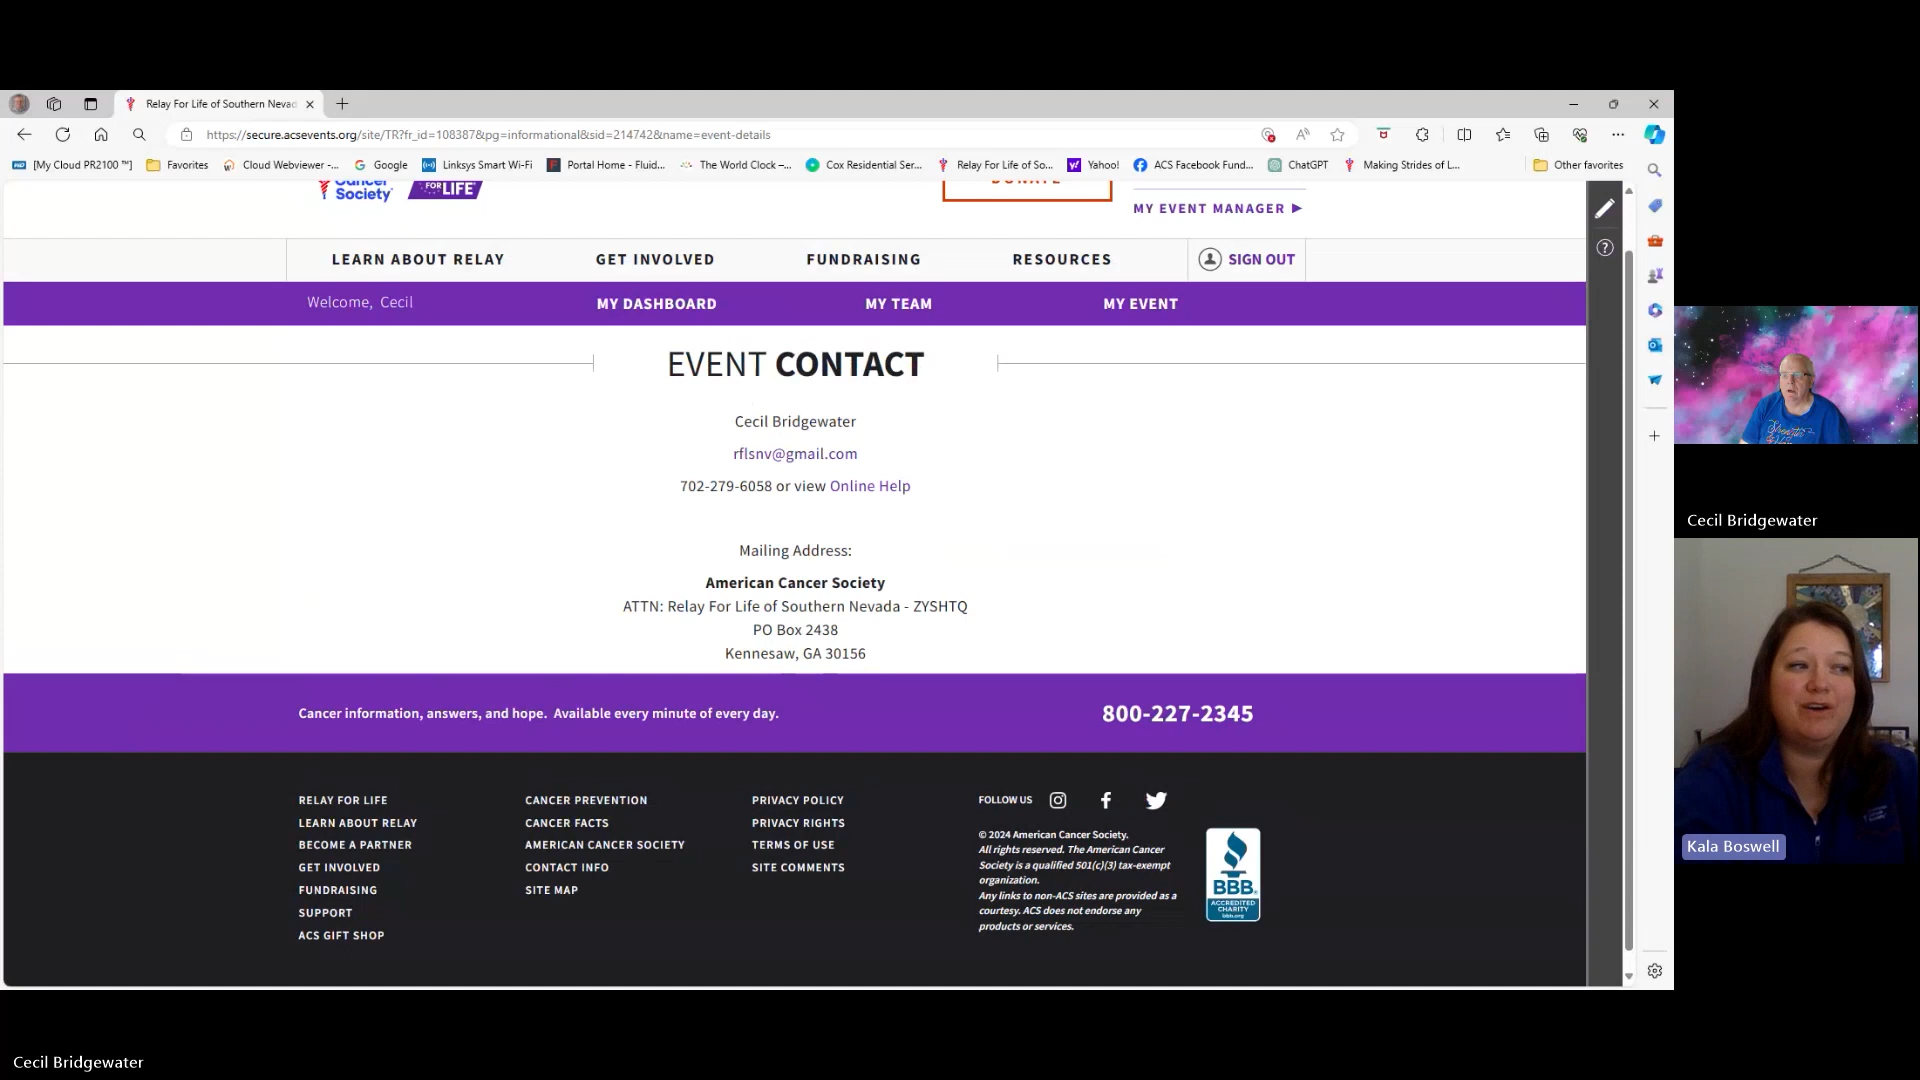 Relay For Life of Southern Nevad
https://secure.acsevents.org/site/TR?fr_id=108387&pg=informational&sid=214742&name=event-details
[My Cloud PR2100 ™] Favorites Cloud Webviewer -... Google Linksys Smart Wi-Fi Portal Home - Fluid... The World Clock —... Cox Residential Ser... Relay For Life of So... Yahoo! ACS Facebook Fund... ChatGPT Making Strides of L... Other favorites
Cancer
Society
FOR LIFE
DONATE
MY EVENT MANAGER ▶
LEARN ABOUT RELAY GET INVOLVED FUNDRAISING RESOURCES SIGN OUT
Welcome, Cecil MY DASHBOARD MY TEAM MY EVENT
EVENT CONTACT
Cecil Bridgewater
rflsnv@gmail.com
702-279-6058 or view Online Help
Mailing Address:
American Cancer Society
ATTN: Relay For Life of Southern Nevada - ZYSHTQ
PO Box 2438
Kennesaw, GA 30156
Cancer information, answers, and hope. Available every minute of every day. 800-227-2345
RELAY FOR LIFE
LEARN ABOUT RELAY
BECOME A PARTNER
GET INVOLVED
FUNDRAISING
SUPPORT
ACS GIFT SHOP
CANCER PREVENTION
CANCER FACTS
AMERICAN CANCER SOCIETY
CONTACT INFO
SITE MAP
PRIVACY POLICY
PRIVACY RIGHTS
TERMS OF USE
SITE COMMENTS
FOLLOW US
© 2024 American Cancer Society.
All rights reserved. The American Cancer
Society is a qualified 501(c)(3) tax-exempt
organization.
Any links to non-ACS sites are provided as a
courtesy. ACS does not endorse any
products or services.
BBB
ACCREDITED
CHARITY
bbb.org
Cecil Bridgewater
Kala Boswell
Cecil Bridgewater